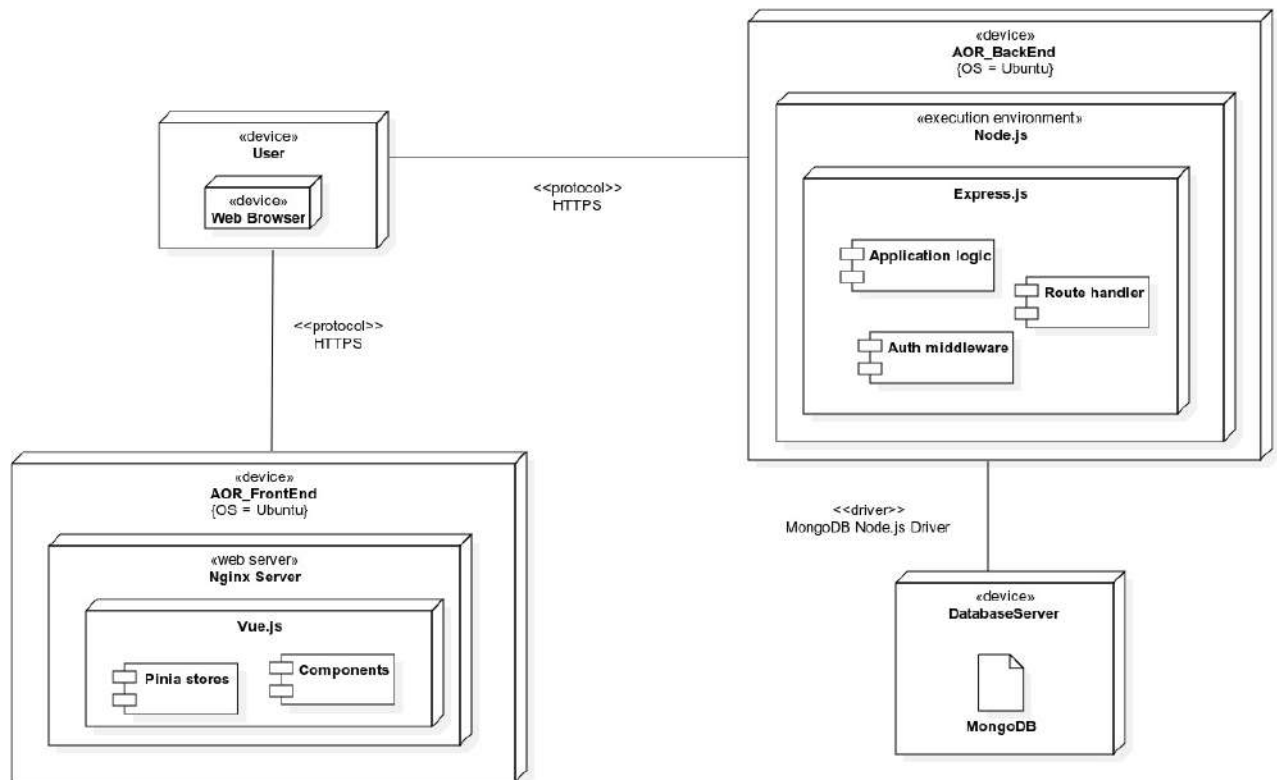 «device»
AOR_BackEnd
{OS = Ubuntu}
«execution environment»
Node.js
Express.js
Application logic
Route handler
Auth middleware
«device»
User
«device»
Web Browser
<<protocol>>
HTTPS
<<protocol>>
HTTPS
«device»
AOR_FrontEnd
{OS = Ubuntu}
«web server»
Nginx Server
Vue.js
Pinia stores
Components
<<driver>>
MongoDB Node.js Driver
«device»
DatabaseServer
MongoDB